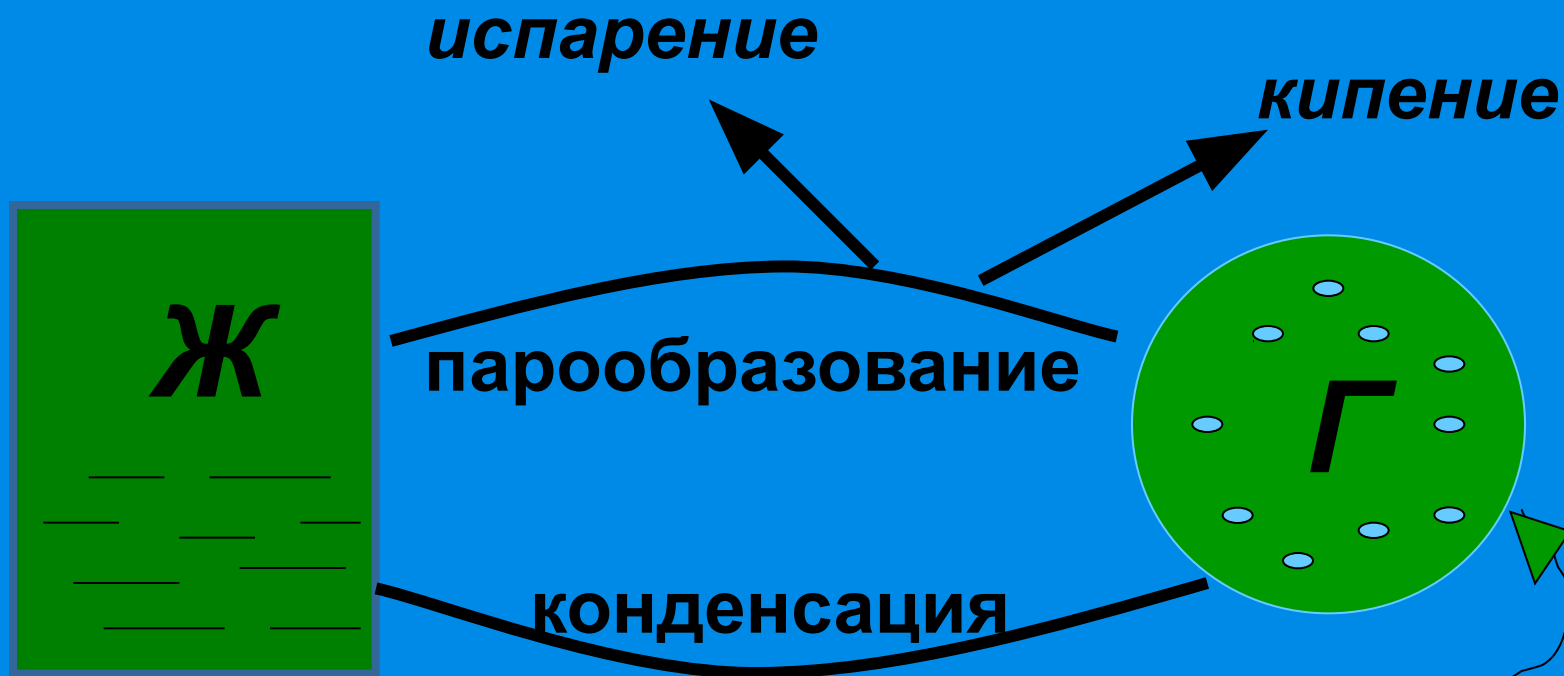 испарение
кипение
Ж
парообразование
Г
конденсация